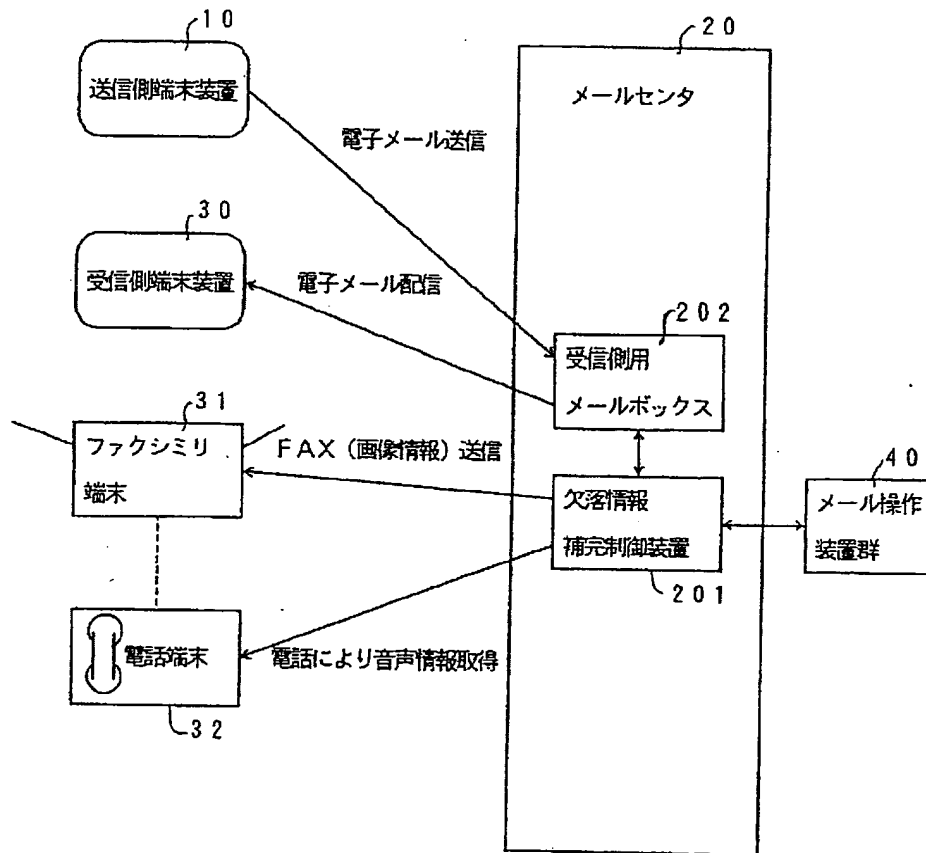 10
送信側端末装置
20
メールセンタ
電子メール送信
30
受信側端末装置
電子メール配信
202
受信側用
メールボックス
31
ファクシミリ
端末
FAX(画像情報)送信
欠落情報
補完制御装置
201
40
メール操作
装置群
電話端末
32
電話により音声情報取得